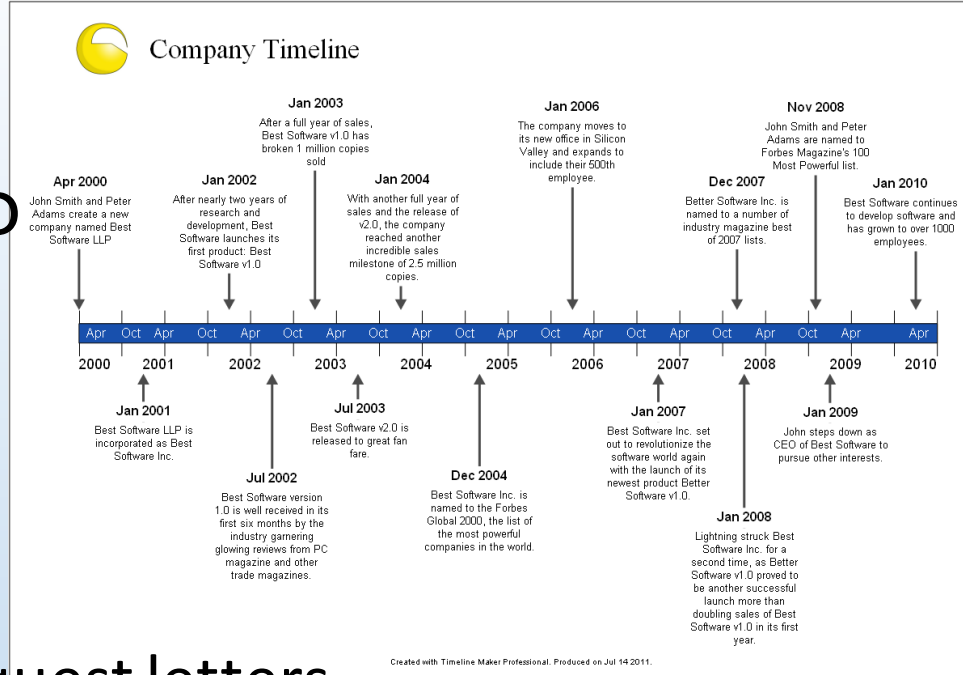 Company Timeline
Jan 2003
After a full year of sales,
Best Software v1.0 has
broken 1 million copies
sold
Jan 2006
The company moves to
its new office in Silicon
Valley and expands to
include their 500th
employee.
Nov 2008
John Smith and Peter
Adams are named to
Forbes Magazine's 100
Most Powerful list.
Apr 2000
John Smith and Peter
Adams create a new
company named Best
Software LLP
Jan 2002
After nearly two years of
research and
development, Best
Software launches its
first product: Best
Software v1.0
Jan 2004
With another full year of
sales and the release of
v2.0, the company
reached another
incredible sales
milestone of 2.5 million
copies.
Dec 2007
Better Software Inc. is
named to a number of
industry magazine best
of 2007 lists.
Jan 2010
Best Software continues
to develop software and
has grown to over 1000
employees.
Apr Oct Apr Oct Apr Oct Apr Oct Apr Oct Apr Oct Apr Oct Apr Oct Apr Oct Apr Apr
2000 2001 2002 2003 2004 2005 2006 2007 2008 2009 2010
Jan 2001
Best Software LLP is
incorporated as Best
Software Inc.
Jul 2002
Best Software version
1.0 is well received in its
first six months by the
industry garnering
glowing reviews from PC
magazine and other
trade magazines.
Jul 2003
Best Software v2.0 is
released to great fan
fare.
Dec 2004
Best Software Inc. is
named to the Forbes
Global 2000, the list of
the most powerful
companies in the world.
Jan 2007
Best Software Inc. set
out to revolutionize the
software world again
with the launch of its
newest product Better
Software v1.0.
Jan 2008
Lightning struck Best
Software Inc. for a
second time, as Better
Software v1.0 proved to
be another successful
launch more than
doubling sales of Best
Software v1.0 in its first
year.
Jan 2009
John steps down as
CEO of Best Software to
pursue other interests.
Created with Timeline Maker Professional. Produced on Jul 14 2011.
letters